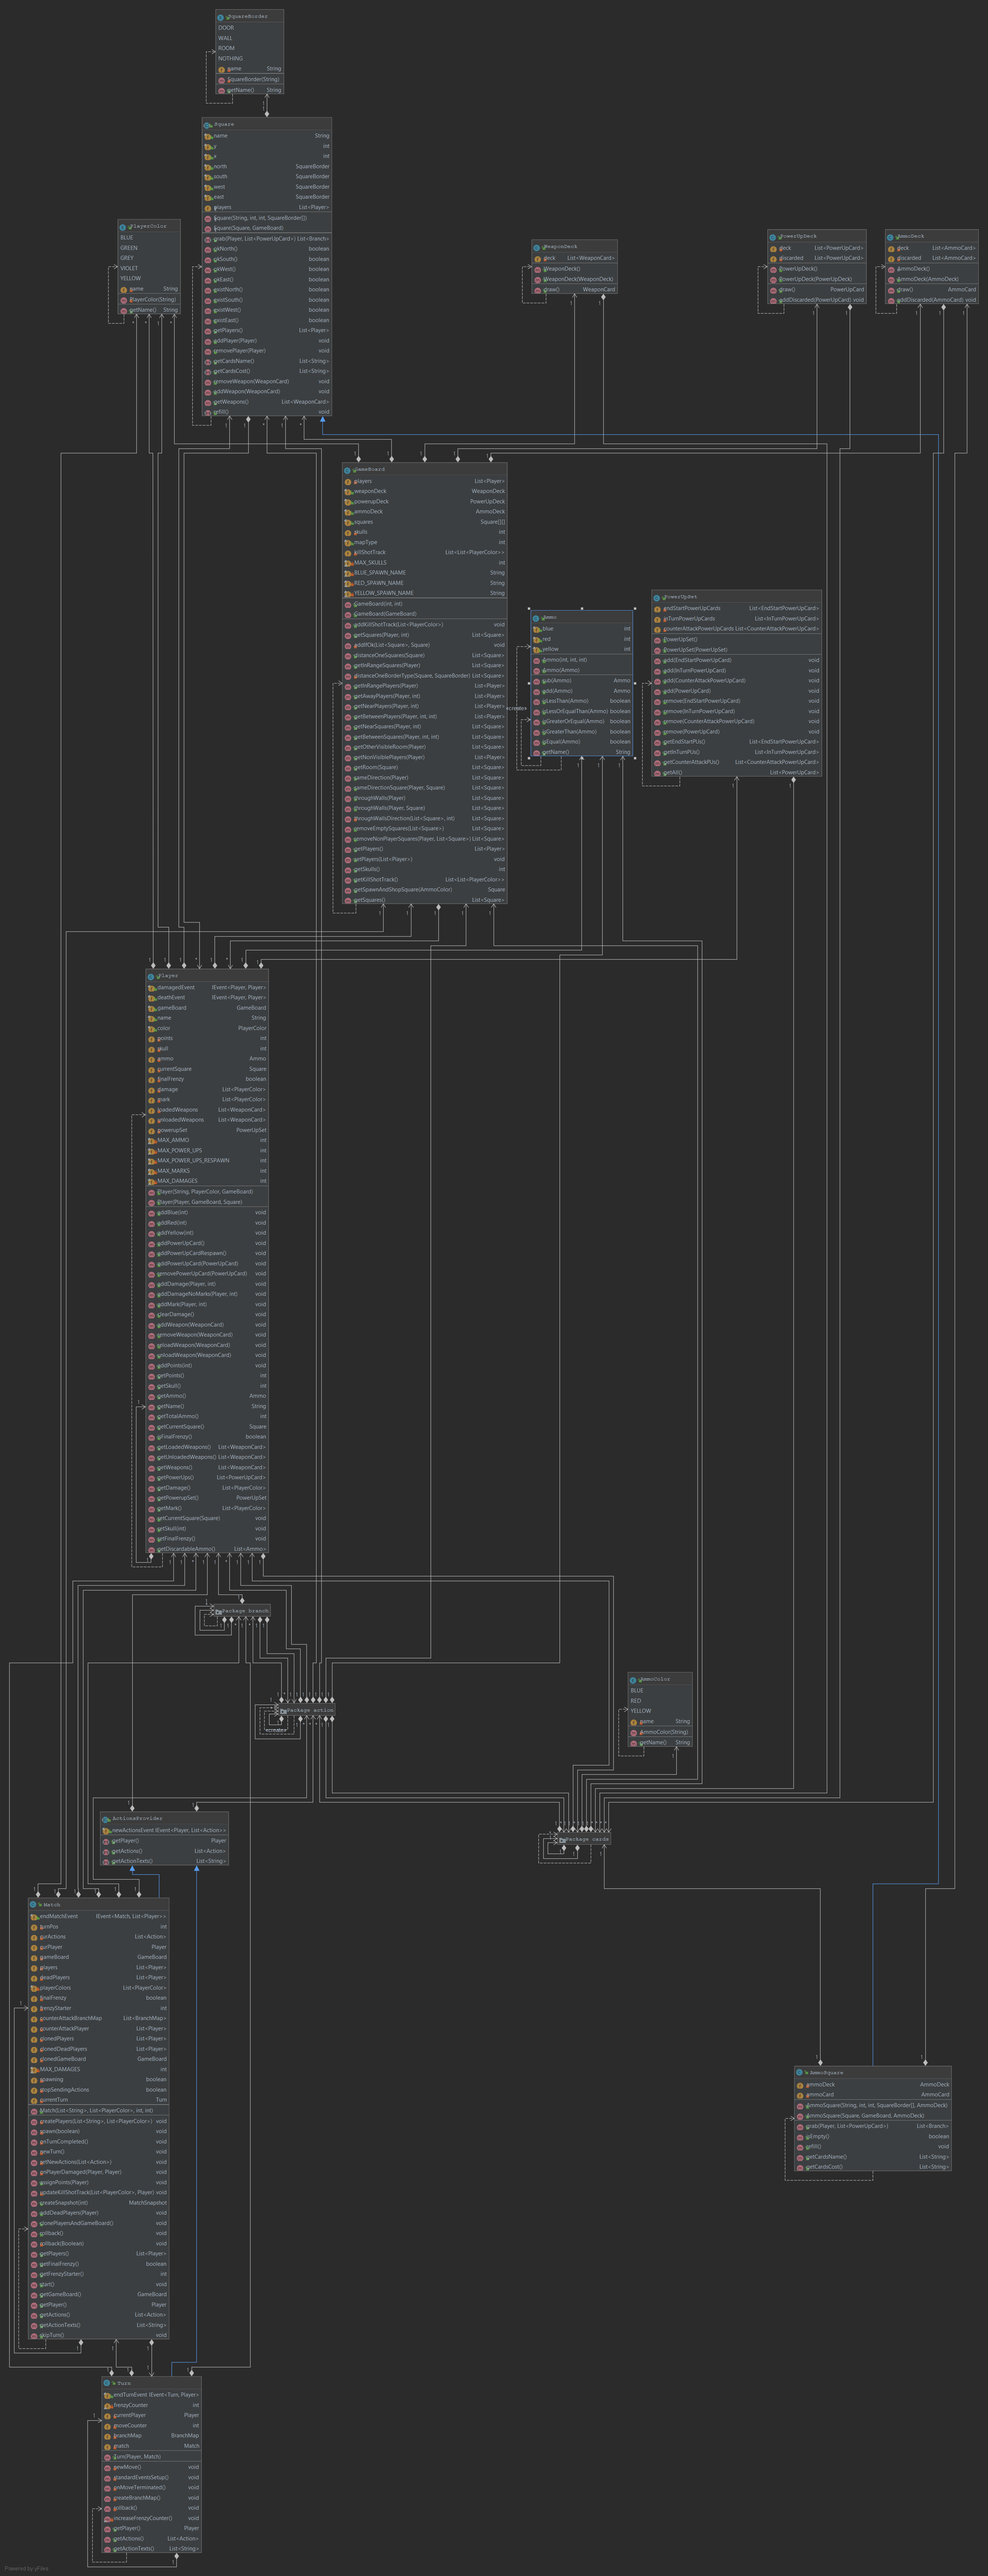 SquareBorder
DOOR
WALL
ROOM
NOTHING
name String
SquareBorder(String)
getName() String
Square
name String
y int
x int
north SquareBorder
south SquareBorder
west SquareBorder
east SquareBorder
players List<Player>
Square(String, int, int, SquareBorder[])
Square(Square, GameBoard)
grab(Player, List<PowerUpCard>) List<Branch>
okNorth() boolean
okSouth() boolean
okWest() boolean
okEast() boolean
existNorth() boolean
existSouth() boolean
existWest() boolean
existEast() boolean
getPlayers() List<Player>
addPlayer(Player) void
removePlayer(Player) void
getCardsName() List<String>
getCardsCost() List<String>
removeWeapon(WeaponCard) void
addWeapon(WeaponCard) void
getWeapons() List<WeaponCard>
refill() void
PlayerColor
BLUE
GREEN
GREY
VIOLET
YELLOW
name String
PlayerColor(String)
getName() String
WeaponDeck
deck List<WeaponCard>
WeaponDeck()
WeaponDeck(WeaponDeck)
draw() WeaponCard
PowerUpDeck
deck List<PowerUpCard>
discarded List<PowerUpCard>
PowerUpDeck()
PowerUpDeck(PowerUpDeck)
draw() PowerUpCard
addDiscarded(PowerUpCard) void
AmmoDeck
deck List<AmmoCard>
discarded List<AmmoCard>
AmmoDeck()
AmmoDeck(AmmoDeck)
draw() AmmoCard
addDiscarded(AmmoCard) void
GameBoard
players List<Player>
weaponDeck WeaponDeck
powerupDeck PowerUpDeck
ammoDeck AmmoDeck
squares Square[][]
skulls int
mapType int
killShotTrack List<List<PlayerColor>>
MAX_SKULLS int
BLUE_SPAWN_NAME String
RED_SPAWN_NAME String
YELLOW_SPAWN_NAME String
GameBoard(int, int)
GameBoard(GameBoard)
addKillShotTrack(List<PlayerColor>) void
getSquares(Player, int) List<Square>
addIfOk(List<Square>, Square) void
distanceOneSquares(Square) List<Square>
getInRangeSquares(Player) List<Square>
distanceOneBorderType(Square, SquareBorder) List<Square>
getInRangePlayers(Player) List<Player>
getAwayPlayers(Player, int) List<Player>
getNearPlayers(Player, int) List<Player>
getBetweenPlayers(Player, int, int) List<Player>
getNearSquares(Player, int) List<Square>
getBetweenSquares(Player, int, int) List<Square>
getOtherVisibleRoom(Player) List<Square>
getNonVisiblePlayers(Player) List<Player>
getRoom(Square) List<Square>
sameDirection(Player) List<Square>
sameDirectionSquare(Player, Square) List<Square>
throughWalls(Player) List<Square>
throughWalls(Player, Square) List<Square>
throughWallsDirection(List<Square>, int) List<Square>
removeEmptySquares(List<Square>) List<Square>
removeNonPlayerSquares(Player, List<Square>) List<Square>
getPlayers() List<Player>
setPlayers(List<Player>) void
getSkulls() int
getKillShotTrack() List<List<PlayerColor>>
getSpawnAndShopSquare(AmmoColor) Square
getSquares() List<Square>
Ammo
blue int
red int
yellow int
Ammo(int, int, int)
Ammo(Ammo)
sub(Ammo) Ammo
add(Ammo) Ammo
isLessThan(Ammo) boolean
isLessOrEqualThan(Ammo) boolean
isGreaterOrEqual(Ammo) boolean
isGreaterThan(Ammo) boolean
isEqual(Ammo) boolean
getName() String
«create»
PowerUpSet
endStartPowerUpCards List<EndStartPowerUpCard>
inTurnPowerUpCards List<InTurnPowerUpCard>
counterAttackPowerUpCards List<CounterAttackPowerUpCard>
PowerUpSet()
PowerUpSet(PowerUpSet)
add(EndStartPowerUpCard) void
add(InTurnPowerUpCard) void
add(CounterAttackPowerUpCard) void
add(PowerUpCard) void
remove(EndStartPowerUpCard) void
remove(InTurnPowerUpCard) void
remove(CounterAttackPowerUpCard) void
remove(PowerUpCard) void
getEndStartPUs() List<EndStartPowerUpCard>
getInTurnPUs() List<InTurnPowerUpCard>
getCounterAttackPUs() List<CounterAttackPowerUpCard>
getAll() List<PowerUpCard>
Player
damagedEvent IEvent<Player, Player>
deathEvent IEvent<Player, Player>
gameBoard GameBoard
name String
color PlayerColor
points int
skull int
ammo Ammo
currentSquare Square
finalFrenzy boolean
damage List<PlayerColor>
mark List<PlayerColor>
loadedWeapons List<WeaponCard>
unloadedWeapons List<WeaponCard>
powerupSet PowerUpSet
MAX_AMMO int
MAX_POWER_UPS int
MAX_POWER_UPS_RESPAWN int
MAX_MARKS int
MAX_DAMAGES int
Player(String, PlayerColor, GameBoard)
Player(Player, GameBoard, Square)
addBlue(int) void
addRed(int) void
addYellow(int) void
addPowerUpCard() void
addPowerUpCardRespawn() void
addPowerUpCard(PowerUpCard) void
removePowerUpCard(PowerUpCard) void
addDamage(Player, int) void
addDamageNoMarks(Player, int) void
addMark(Player, int) void
clearDamage() void
addWeapon(WeaponCard) void
removeWeapon(WeaponCard) void
reloadWeapon(WeaponCard) void
unloadWeapon(WeaponCard) void
addPoints(int) void
getPoints() int
getSkull() int
getAmmo() Ammo
getName() String
getTotalAmmo() int
getCurrentSquare() Square
isFinalFrenzy() boolean
getLoadedWeapons() List<WeaponCard>
getUnloadedWeapons() List<WeaponCard>
getWeapons() List<WeaponCard>
getPowerUps() List<PowerUpCard>
getDamage() List<PlayerColor>
getPowerupSet() PowerUpSet
getMark() List<PlayerColor>
setCurrentSquare(Square) void
setSkull(int) void
setFinalFrenzy() void
getDiscardableAmmo() List<Ammo>
Package branch
Package action
«create»
AmmoColor
BLUE
RED
YELLOW
name String
AmmoColor(String)
getName() String
ActionsProvider
newActionsEvent IEvent<Player, List<Action>>
getPlayer() Player
getActions() List<Action>
getActionTexts() List<String>
Package cards
Match
endMatchEvent IEvent<Match, List<Player>>
turnPos int
curActions List<Action>
curPlayer Player
gameBoard GameBoard
players List<Player>
deadPlayers List<Player>
playerColors List<PlayerColor>
finalFrenzy boolean
frenzyStarter int
counterAttackBranchMap List<BranchMap>
counterAttackPlayer List<Player>
clonedPlayers List<Player>
clonedDeadPlayers List<Player>
clonedGameBoard GameBoard
MAX_DAMAGES int
spawning boolean
stopSendingActions boolean
currentTurn Turn
Match(List<String>, List<PlayerColor>, int, int)
createPlayers(List<String>, List<PlayerColor>) void
spawn(boolean) void
onTurnCompleted() void
newTurn() void
setNewActions(List<Action>) void
onPlayerDamaged(Player, Player) void
assignPoints(Player) void
updateKillShotTrack(List<PlayerColor>, Player) void
createSnapshot(int) MatchSnapshot
addDeadPlayers(Player) void
clonePlayersAndGameBoard() void
rollback() void
rollback(Boolean) void
getPlayers() List<Player>
getFinalFrenzy() boolean
getFrenzyStarter() int
start() void
getGameBoard() GameBoard
getPlayer() Player
getActions() List<Action>
getActionTexts() List<String>
stopTurn() void
AmmoSquare
ammoDeck AmmoDeck
ammoCard AmmoCard
AmmoSquare(String, int, int, SquareBorder[], AmmoDeck)
AmmoSquare(Square, GameBoard, AmmoDeck)
grab(Player, List<PowerUpCard>) List<Branch>
isEmpty() boolean
refill() void
getCardsName() List<String>
getCardsCost() List<String>
Turn
endTurnEvent IEvent<Turn, Player>
frenzyCounter int
currentPlayer Player
moveCounter int
branchMap BranchMap
match Match
Turn(Player, Match)
newMove() void
standardEventsSetup() void
onMoveTerminated() void
createBranchMap() void
rollback() void
increaseFrenzyCounter() void
getPlayer() Player
getActions() List<Action>
getActionTexts() List<String>
Powered by yFiles